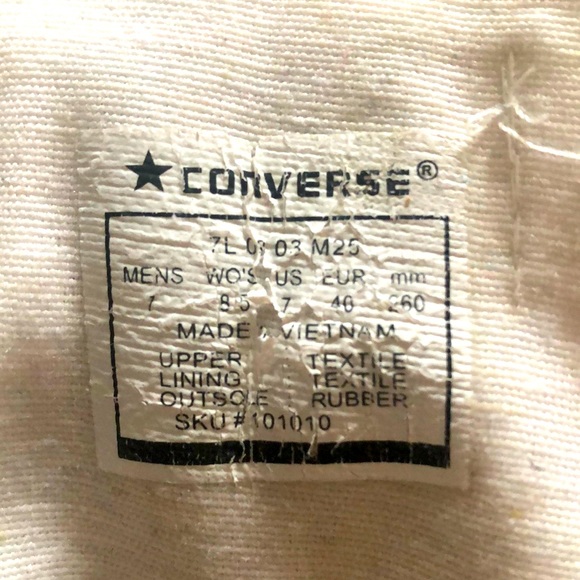 ★ CONVERSE®
7L 03 03 M25
MENS WO'S US EUR mm
7 8.5 7 40 260
MADE VIETNAM
UPPER TEXTILE
LINING TEXTILE
OUTSOLE RUBBER
SKU #101010